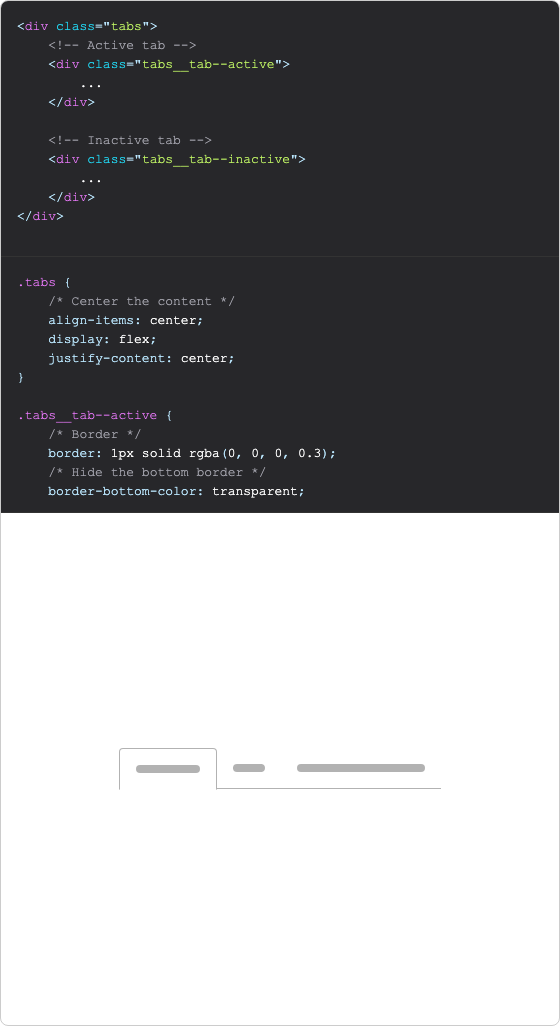 <div class="tabs">
    <!-- Active tab -->
    <div class="tabs__tab--active">
        ...
    </div>

    <!-- Inactive tab -->
    <div class="tabs__tab--inactive">
        ...
    </div>
</div>

.tabs {
    /* Center the content */
    align-items: center;
    display: flex;
    justify-content: center;
}

.tabs__tab--active {
    /* Border */
    border: 1px solid rgba(0, 0, 0, 0.3);
    /* Hide the bottom border */
    border-bottom-color: transparent;